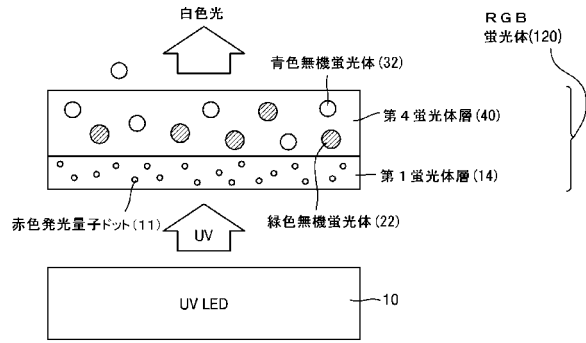 白色光
RGB
蛍光体(120)
青色無機蛍光体(32)
第4蛍光体層(40)
第1蛍光体層(14)
赤色発光量子ドット(11)
緑色無機蛍光体(22)
UV
UV LED
10